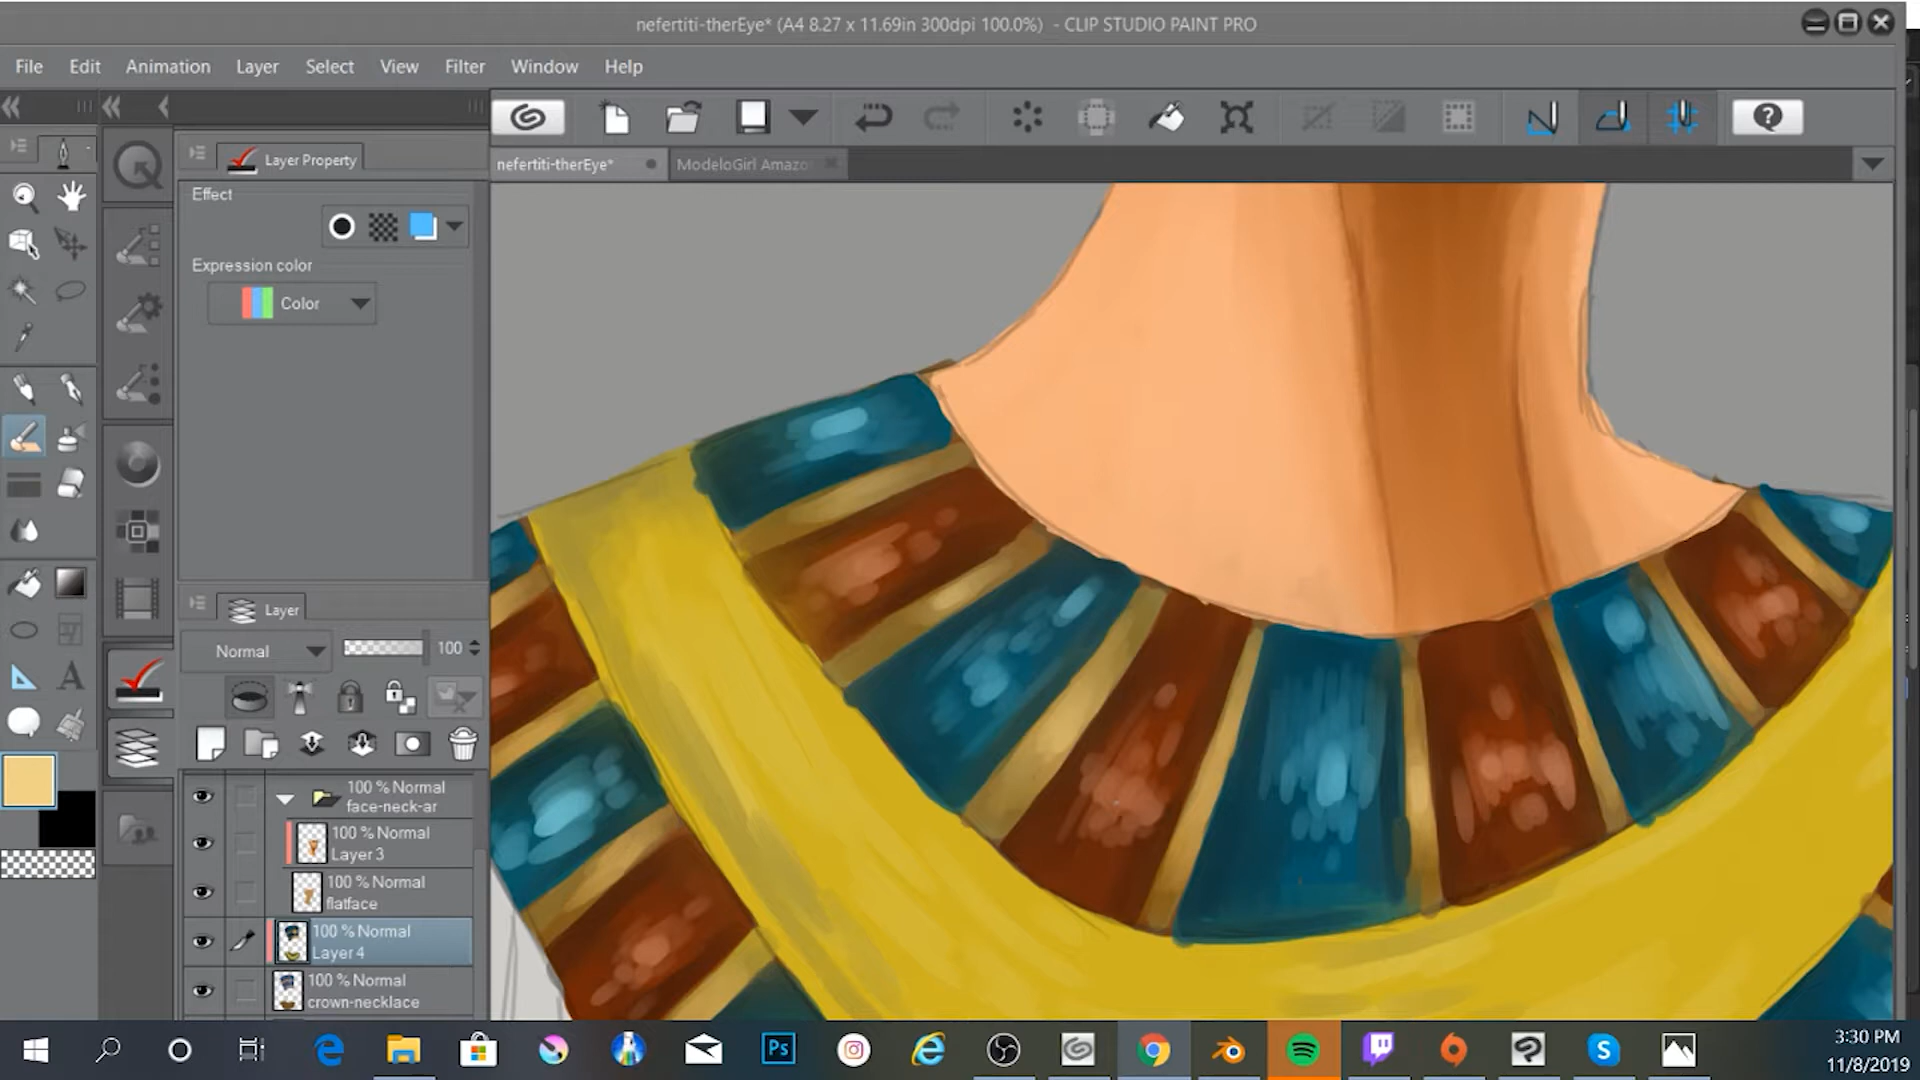 nefertiti-therEye* (A4 8.27 x 11.69in 300dpi 100.0%) - CLIP STUDIO PAINT PRO
File Edit Animation Layer Select View Filter Window Help
nefertiti-therEye* ModeloGirl Amazo
Layer Property
Effect
Expression color
Color
Layer
Normal 100
100 % Normal
face-neck-ar
100 % Normal
Layer 3
100 % Normal
flatface
100 % Normal
Layer 4
100 % Normal
crown-necklace
Ps
3:30 PM
11/8/2019